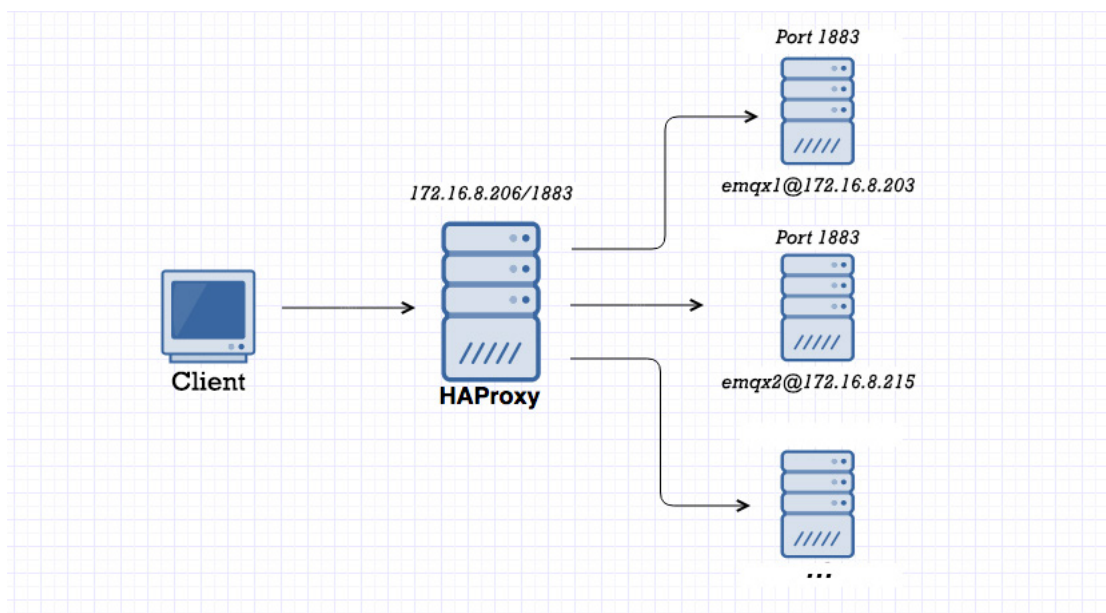 Port 1883
emqx1@172.16.8.203
172.16.8.206/1883
Port 1883
Client
HAProxy
emqx2@172.16.8.215
...